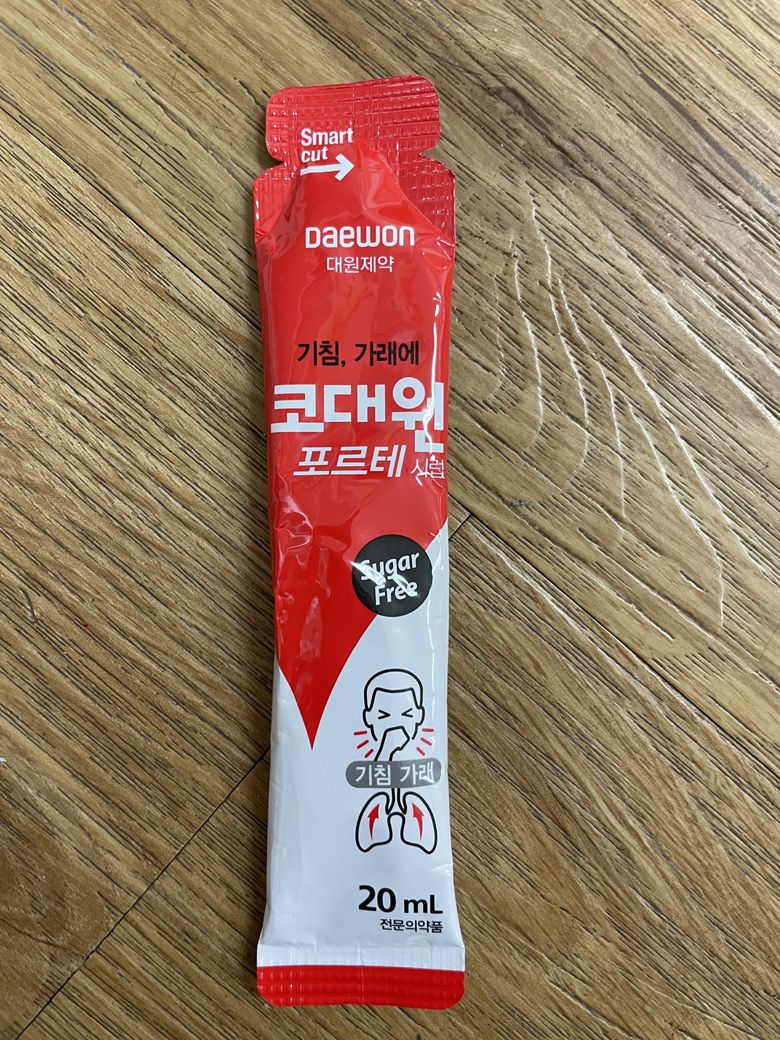 Smart
cut
Daewon
대원제약
기침, 가래에
코대원
포르테 시럽
Sugar
Free
기침 가래
20 mL
전문의약품